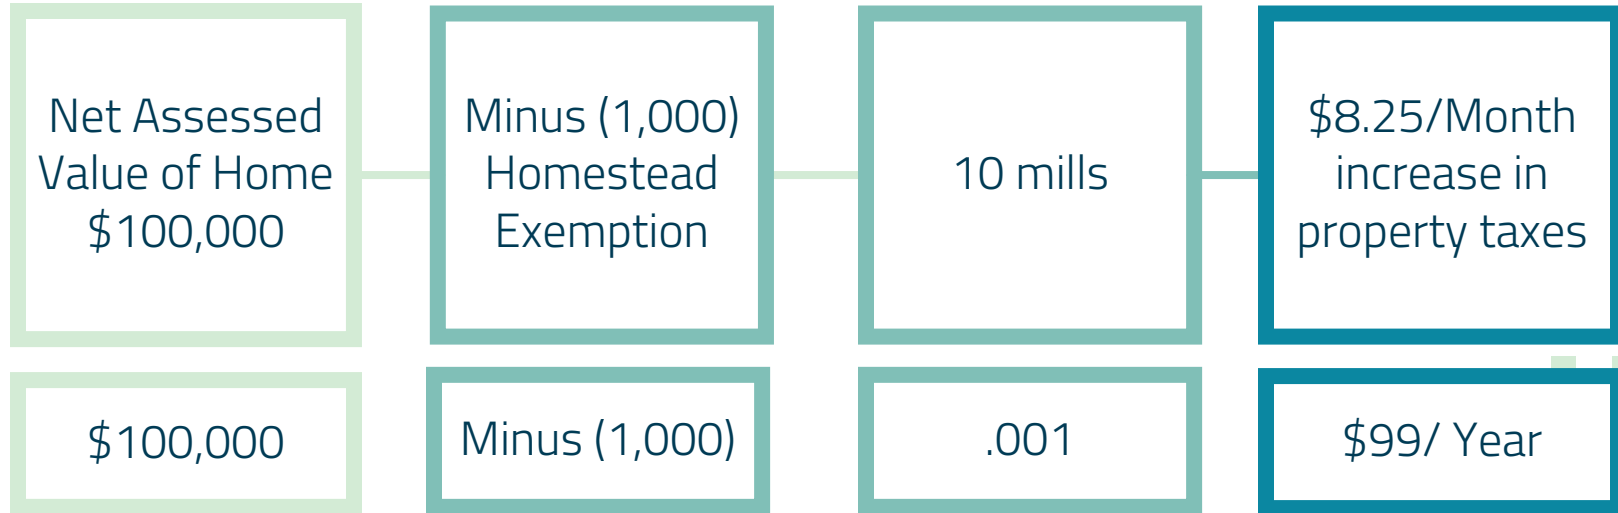 Net Assessed
Value of Home
$100,000
Minus (1,000)
Homestead
Exemption
10 mills
$8.25/Month
increase in
property taxes
$100,000
Minus (1,000)
.001
$99/ Year